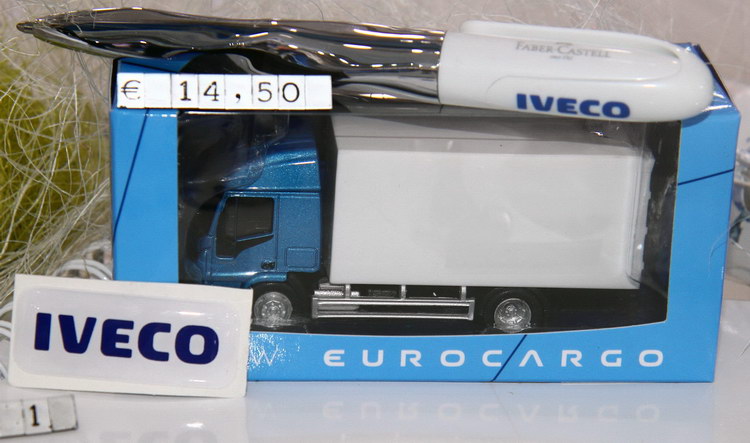 FABER-CASTELL
IVECO
€ 14,50
IVECO
W EUROCARGO
1